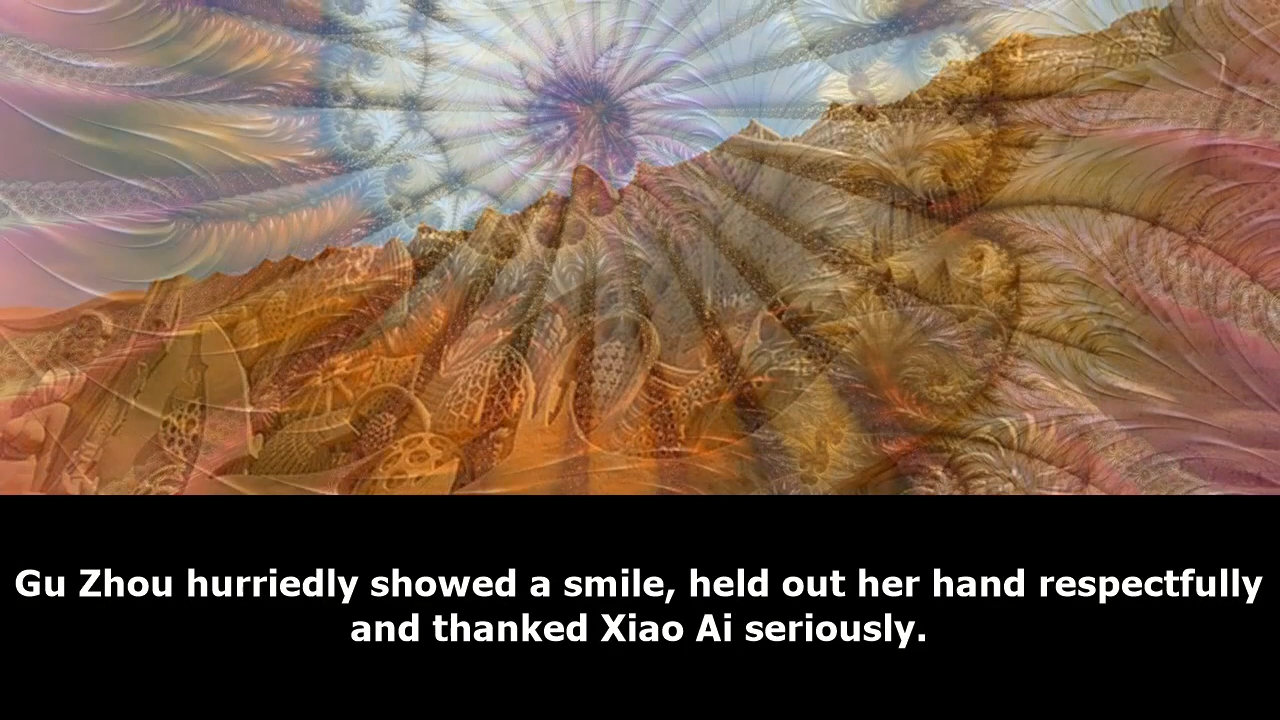 Gu Zhou hurriedly showed a smile, held out her hand respectfully
and thanked Xiao Ai seriously.